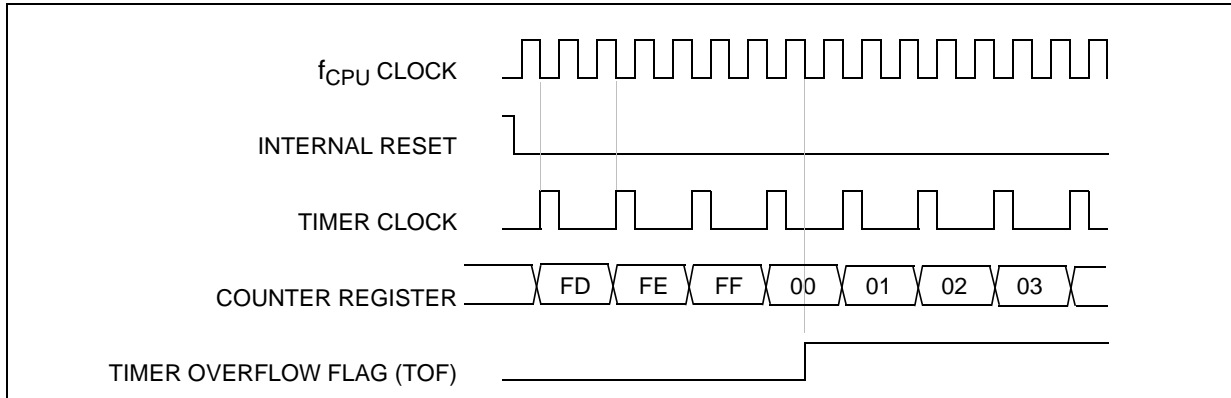 fCPU CLOCK
INTERNAL RESET
TIMER CLOCK
COUNTER REGISTER
FD FE FF 00 01 02 03
TIMER OVERFLOW FLAG (TOF)